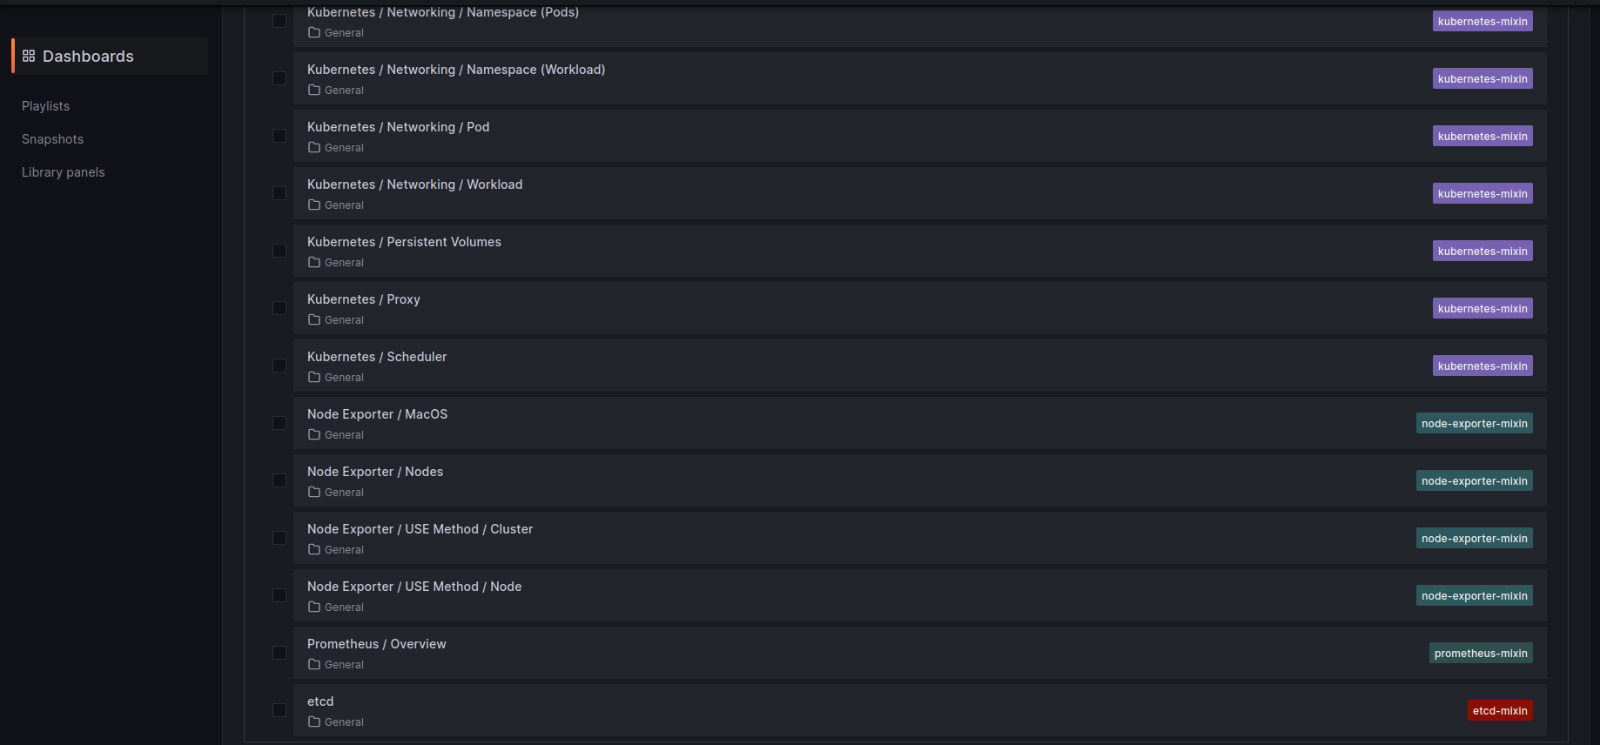 Dashboards
Playlists
Snapshots
Library panels
Kubernetes / Networking / Namespace (Pods)
General
kubernetes-mixin
Kubernetes / Networking / Namespace (Workload)
General
kubernetes-mixin
Kubernetes / Networking / Pod
General
kubernetes-mixin
Kubernetes / Networking / Workload
General
kubernetes-mixin
Kubernetes / Persistent Volumes
General
kubernetes-mixin
Kubernetes / Proxy
General
kubernetes-mixin
Kubernetes / Scheduler
General
kubernetes-mixin
Node Exporter / MacOS
General
node-exporter-mixin
Node Exporter / Nodes
General
node-exporter-mixin
Node Exporter / USE Method / Cluster
General
node-exporter-mixin
Node Exporter / USE Method / Node
General
node-exporter-mixin
Prometheus / Overview
General
prometheus-mixin
etcd
General
etcd-mixin